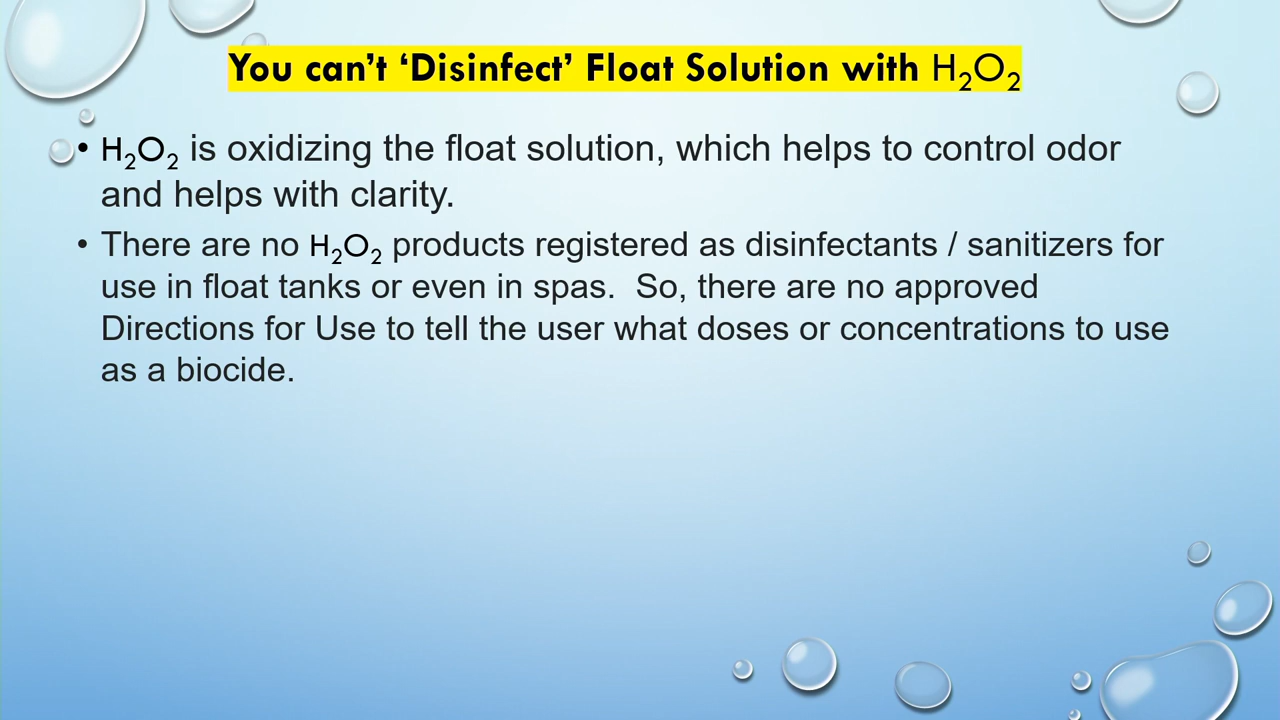 You can’t ‘Disinfect’ Float Solution with H₂O₂
• H₂O₂ is oxidizing the float solution, which helps to control odor
and helps with clarity.
• There are no H₂O₂ products registered as disinfectants / sanitizers for
use in float tanks or even in spas.  So, there are no approved
Directions for Use to tell the user what doses or concentrations to use
as a biocide.